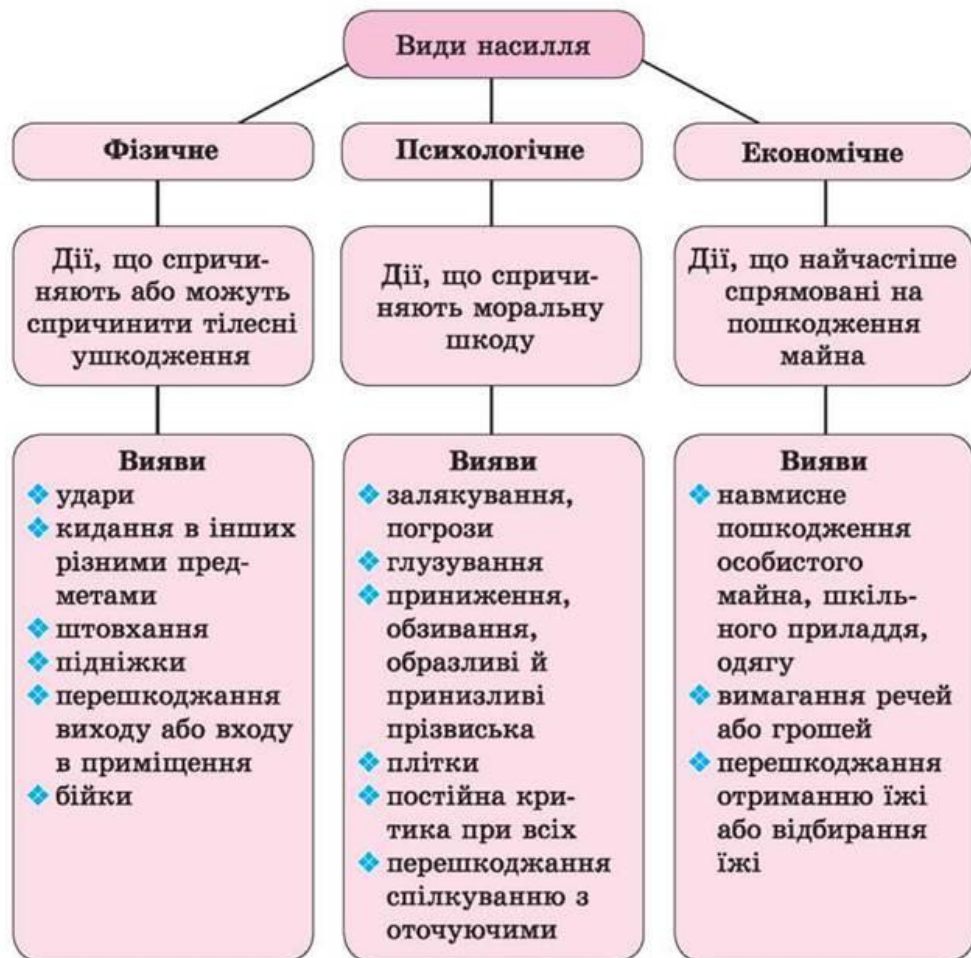 Види насилля
Фізичне
Дії, що спричи-
няють або можуть
спричинити тілесні
ушкодження
Вияви
удари
кидання в інших
різними пред-
метами
штовхання
підніжки
перешкоджання
виходу або входу
в приміщення
бійки
Психологічне
Дії, що спричи-
няють моральну
шкоду
Вияви
залякування,
погрози
глузування
приниження,
обзивання,
образливі й
принизливі
прізвиська
плітки
постійна кри-
тика при всіх
перешкоджання
спілкуванню з
оточуючими
Економічне
Дії, що найчастіше
спрямовані на
пошкодження
майна
Вияви
навмисне
пошкодження
особистого
майна, шкіль-
ного приладдя,
одягу
вимагання речей
або грошей
перешкоджання
отриманню їжі
або відбирання
їжі